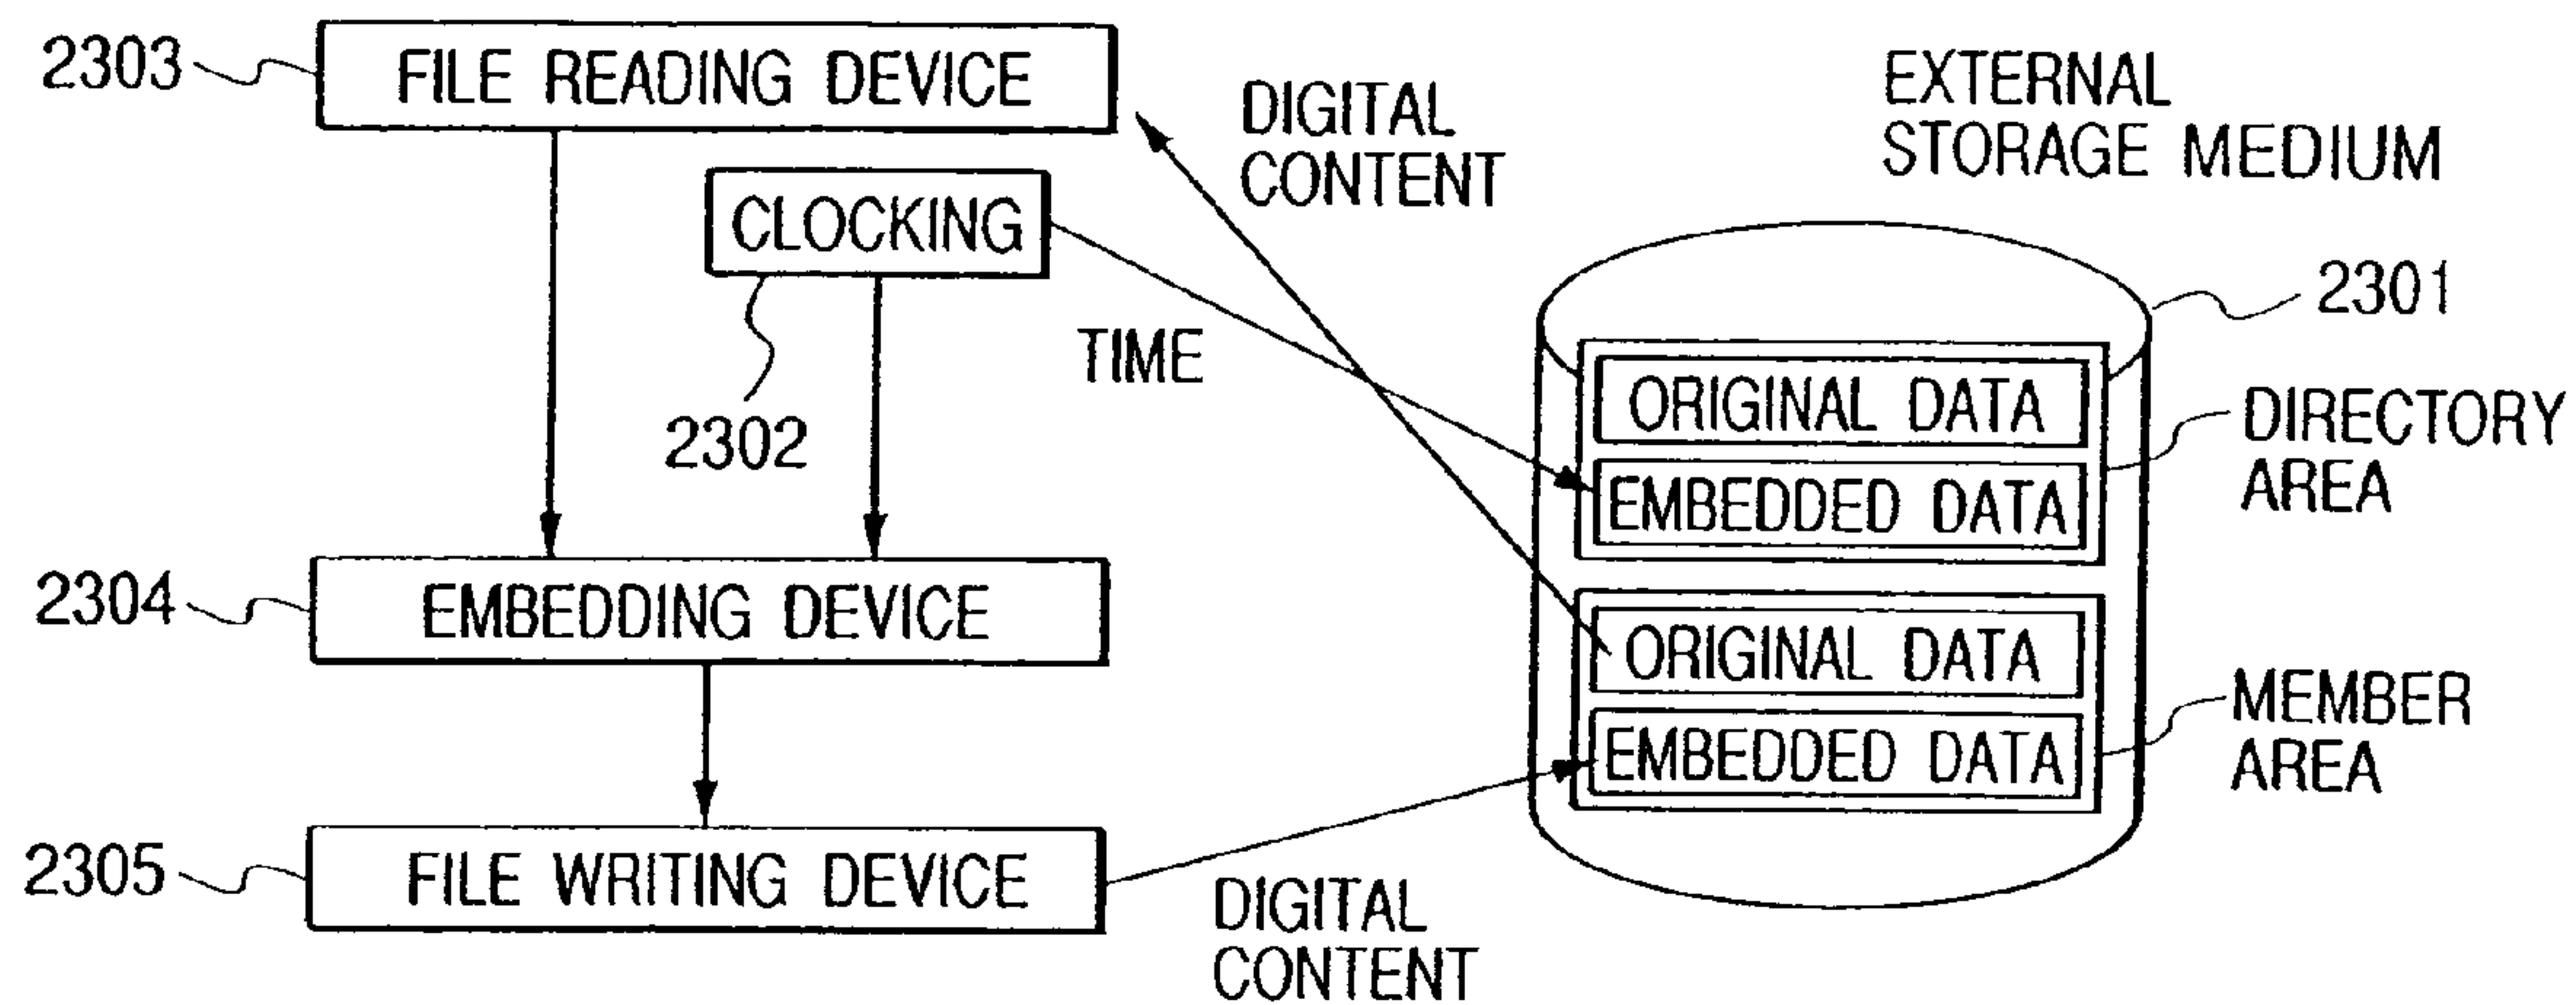 2303
FILE READING DEVICE
DIGITAL
CONTENT
EXTERNAL
STORAGE MEDIUM
CLOCKING
2301
TIME
2302
ORIGINAL DATA
EMBEDDED DATA
DIRECTORY
AREA
2304
EMBEDDING DEVICE
ORIGINAL DATA
EMBEDDED DATA
MEMBER
AREA
2305
FILE WRITING DEVICE
DIGITAL
CONTENT